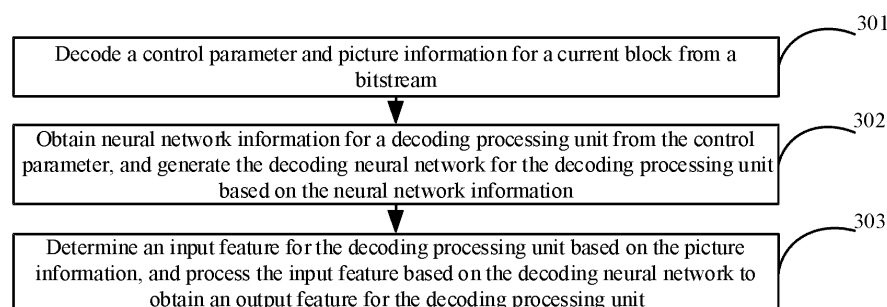 301
Decode a control parameter and picture information for a current block from a
bitstream
302
Obtain neural network information for a decoding processing unit from the control
parameter, and generate the decoding neural network for the decoding processing unit
based on the neural network information
303
Determine an input feature for the decoding processing unit based on the picture
information, and process the input feature based on the decoding neural network to
obtain an output feature for the decoding processing unit